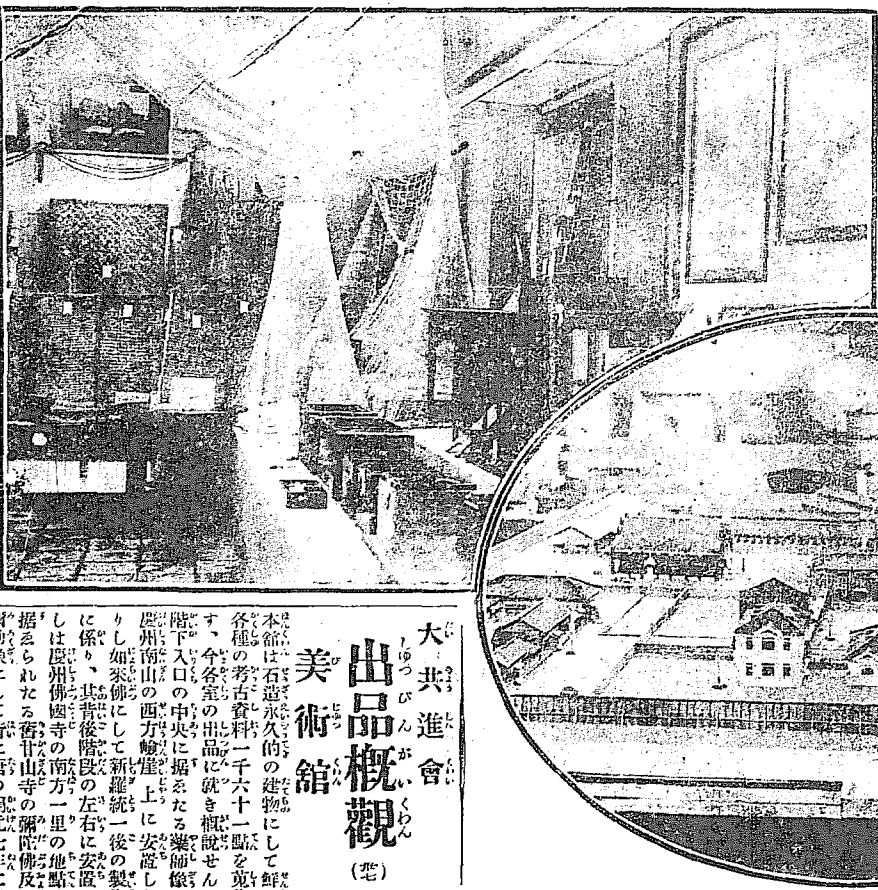 大共進會
出品概觀
美術舘
本舘は石造永久的の建物にして鮮
各種の考古資料一千六十一點を蒐
す、今各室の出品に就き概說せん
階下入口の中央に据ゑたる藥師像
慶州南山の西方崖上に安置し
りし如來佛にして新羅統一後の製
に係り、其背後階段の左右に安置
しは慶州佛國寺の南方一里の地點
据ゑられたる舊甘山寺の彌陀佛及